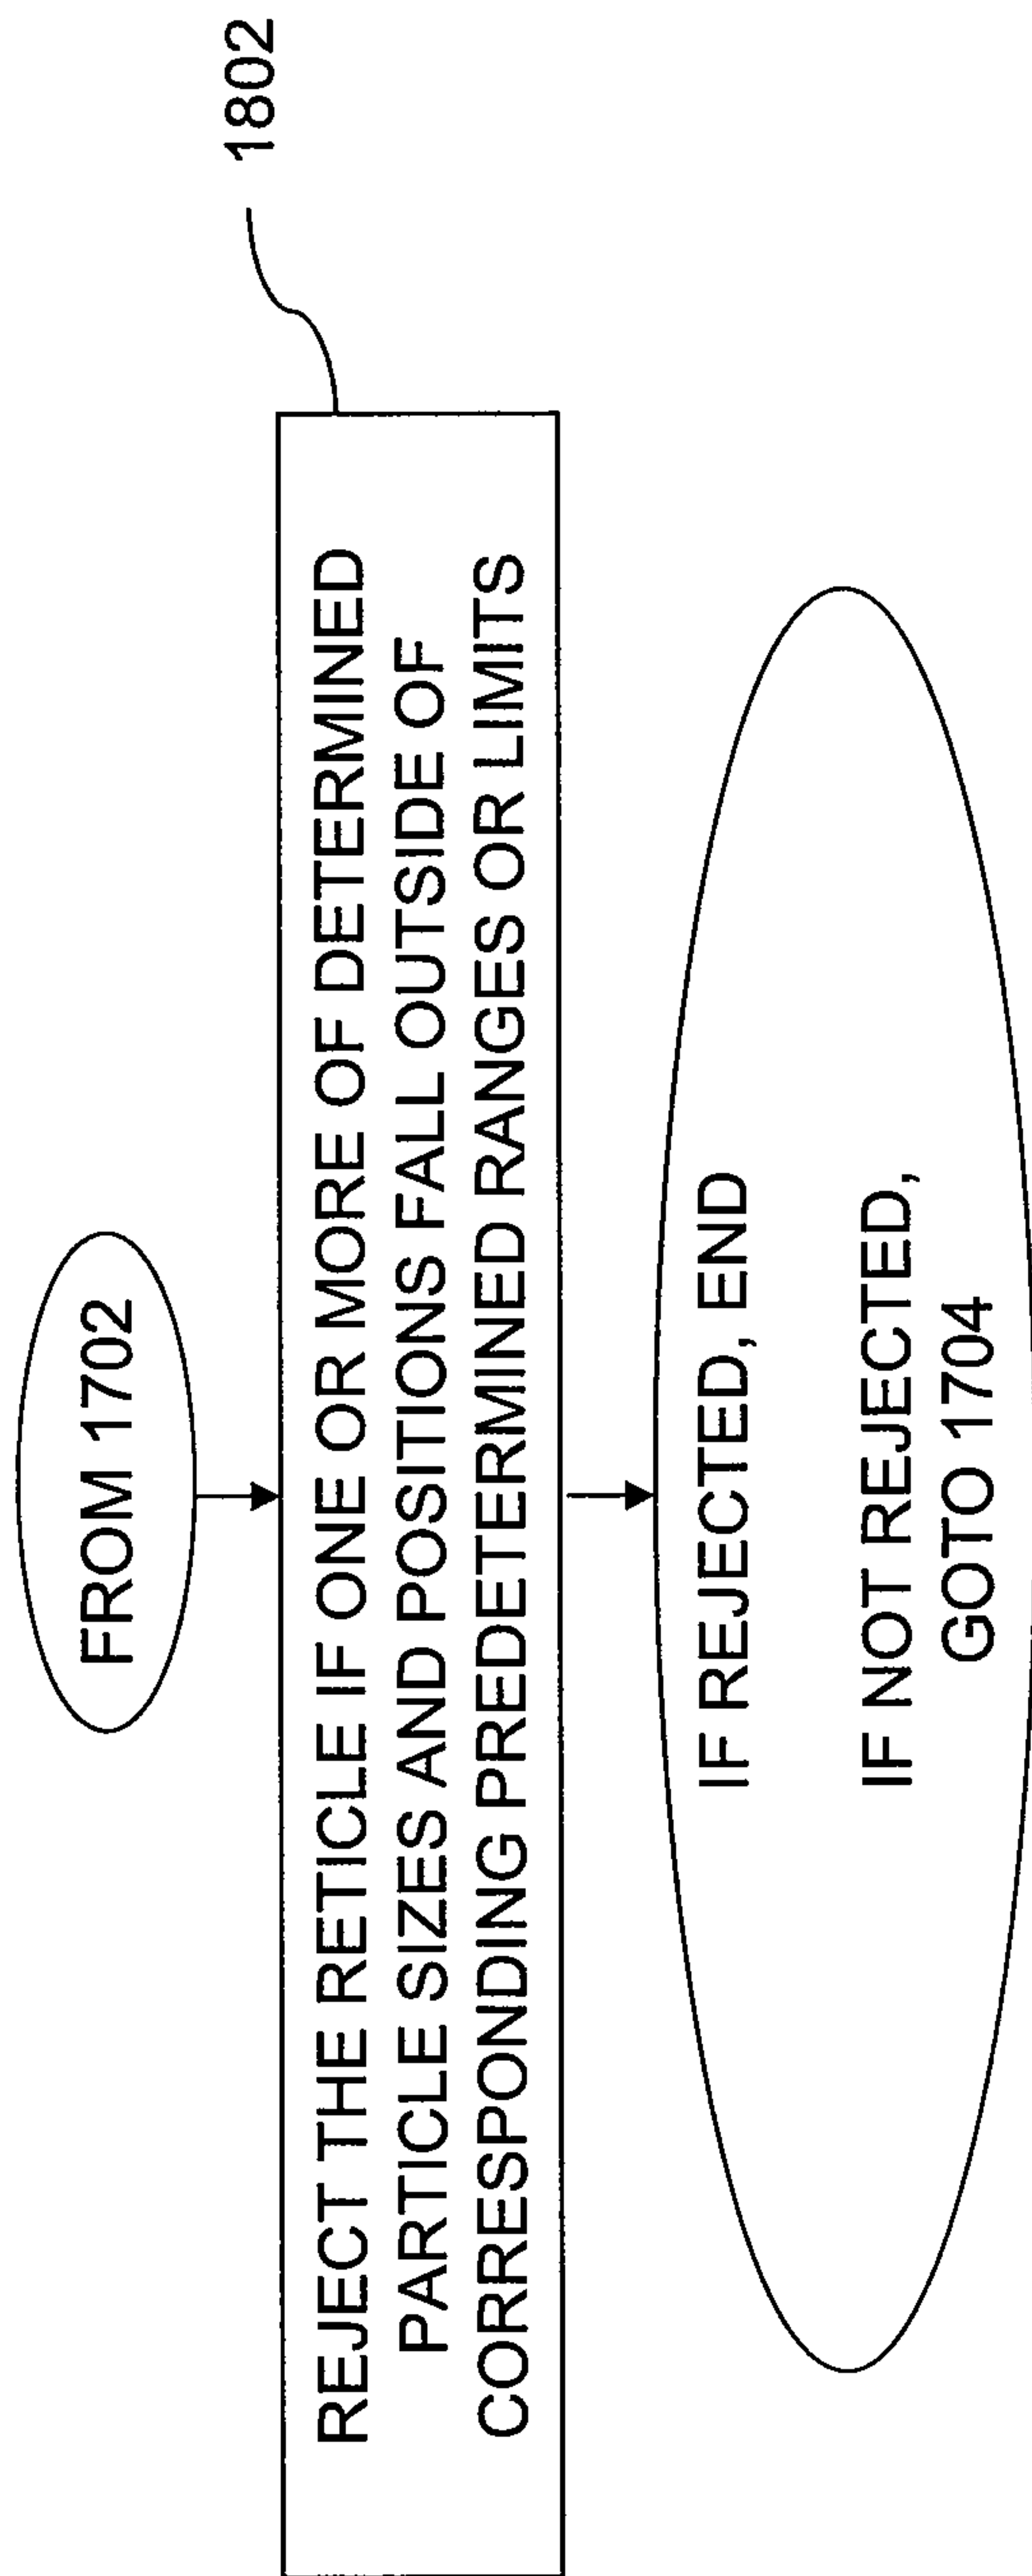 FROM 1702
1802
REJECT THE RETICLE IF ONE OR MORE OF DETERMINED
PARTICLE SIZES AND POSITIONS FALL OUTSIDE OF
CORRESPONDING PREDETERMINED RANGES OR LIMITS
IF REJECTED, END
IF NOT REJECTED,
GOTO 1704